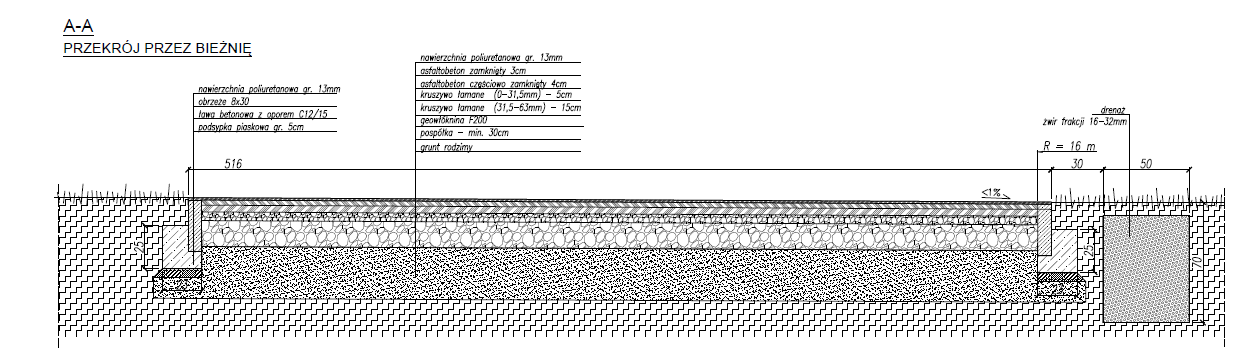 A-A
PRZEKRÓJ PRZEZ BIEŻNIĘ
nawierzchnia poliuretanowa gr. 13mm
obrzeże 8x30
ława betonowa z oporem C12/15
podsypka piaskowa gr. 5cm
nawierzchnia poliuretanowa gr. 13mm
asfaltobeton zamknięty 3cm
asfaltobeton częściowo zamknięty 4cm
kruszywo łamane (0-31,5mm) - 5cm
kruszywo łamane (31,5-63mm) - 15cm
geowłóknina F200
pospółka - min. 30cm
grunt rodzimy
drenaż
żwir frakcji 16-32mm
R = 16 m
516
30
50
≤1%
25
25
70